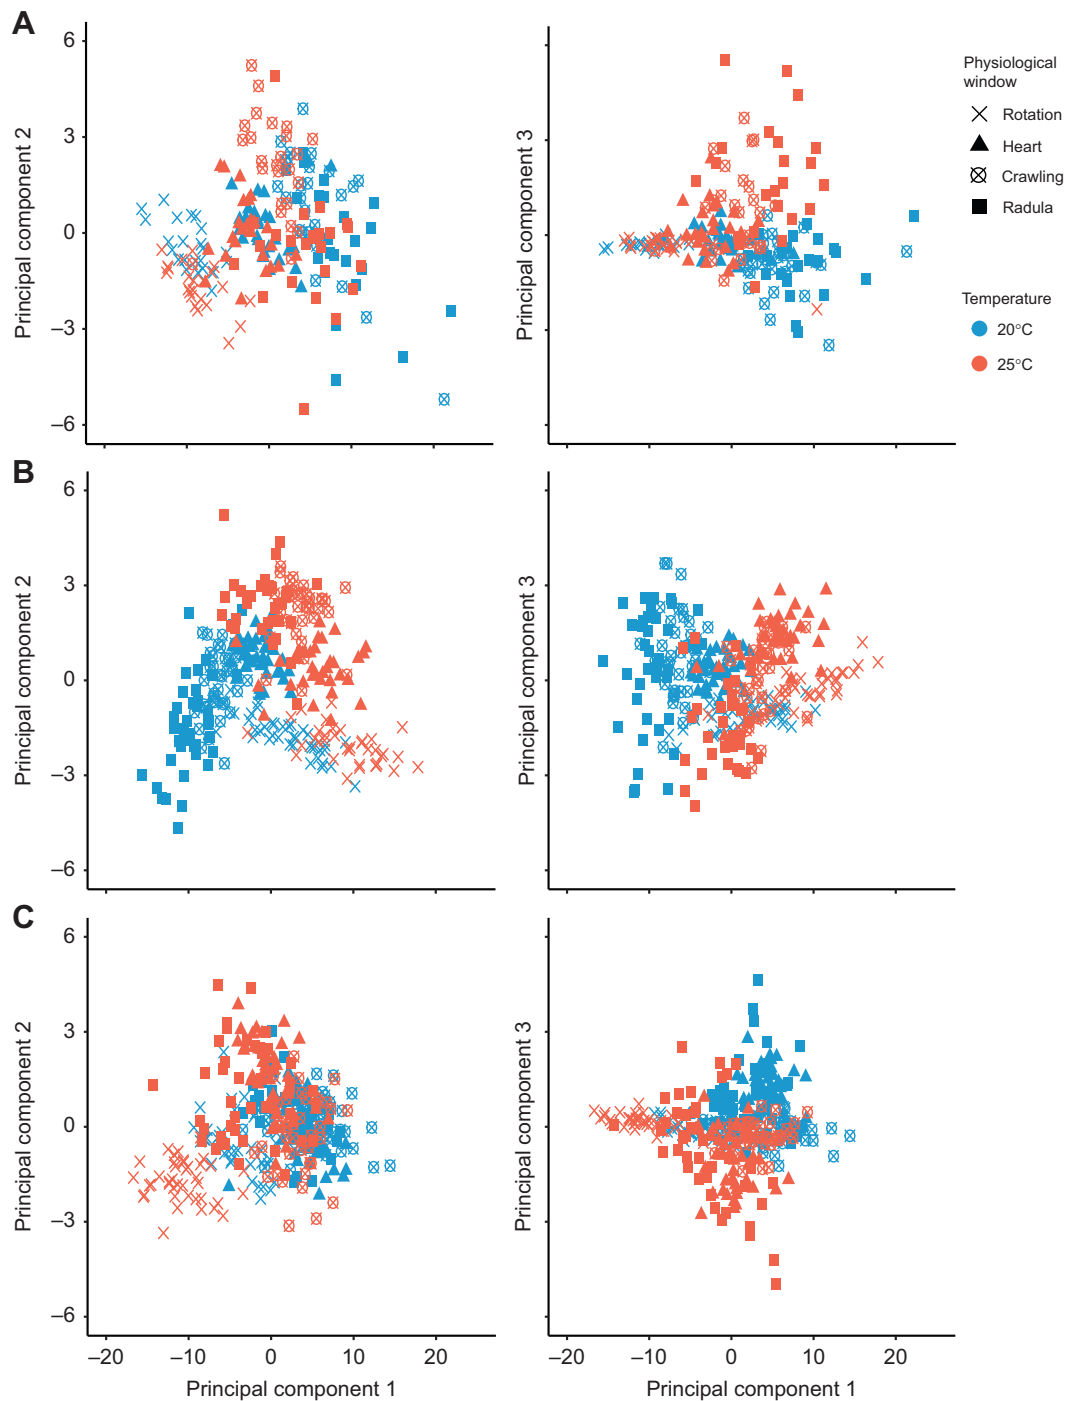 A
6
3
0
–3
–6
Principal component 2
Principal component 3
Physiological
window
Rotation
Heart
Crawling
Radula
Temperature
20°C
25°C
B
6
3
0
–3
–6
Principal component 2
Principal component 3
C
6
3
0
–3
–6
Principal component 2
Principal component 3
–20 –10 0 10 20
–20 –10 0 10 20
Principal component 1
Principal component 1